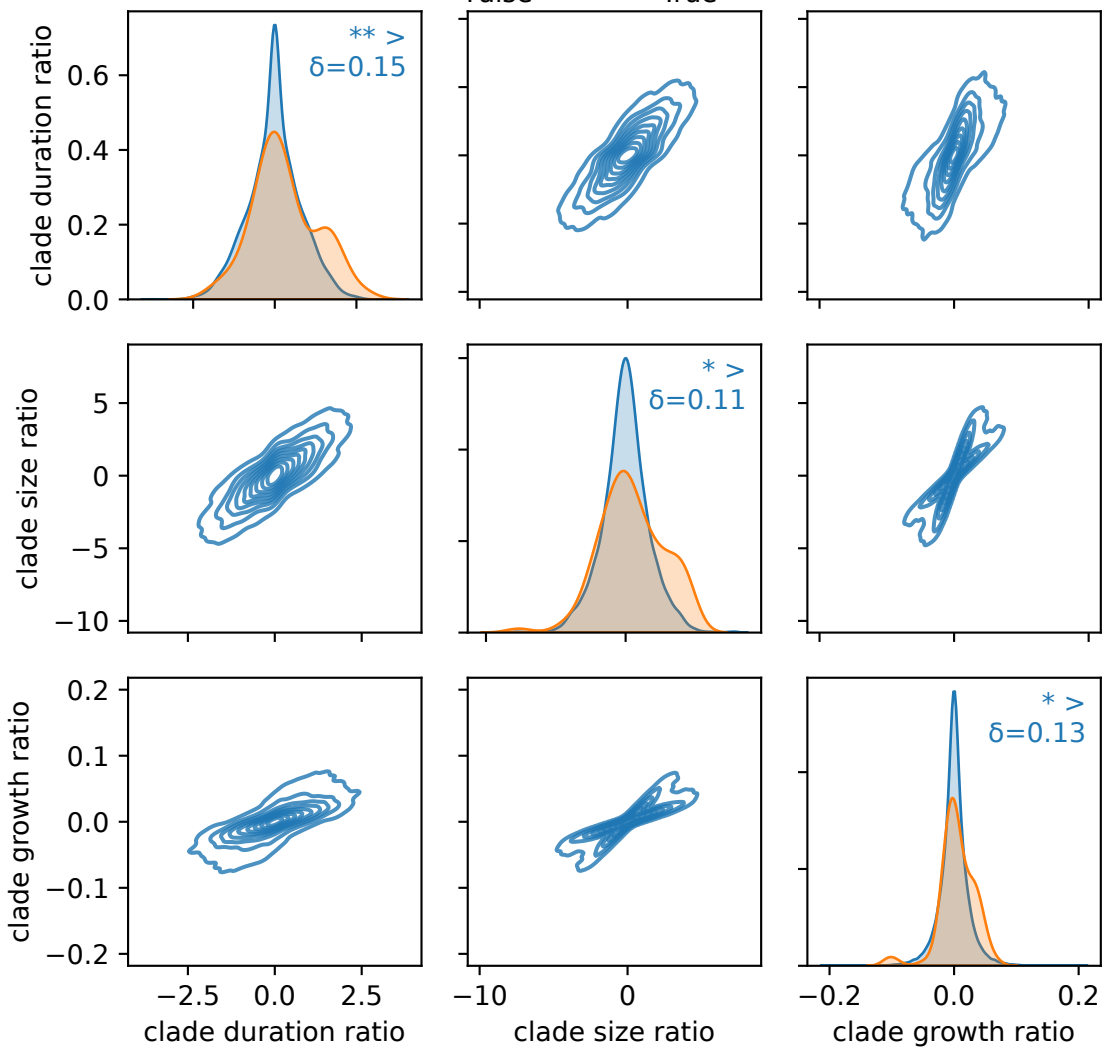 clade duration ratio
0.6
0.4
0.2
0.0
** >
δ=0.15
clade size ratio
5
0
−5
−10
* >
δ=0.11
clade growth ratio
0.2
0.1
0.0
−0.1
−0.2
* >
δ=0.13
−2.5 0.0 2.5
−10 0
−0.2 0.0 0.2
clade duration ratio
clade size ratio
clade growth ratio